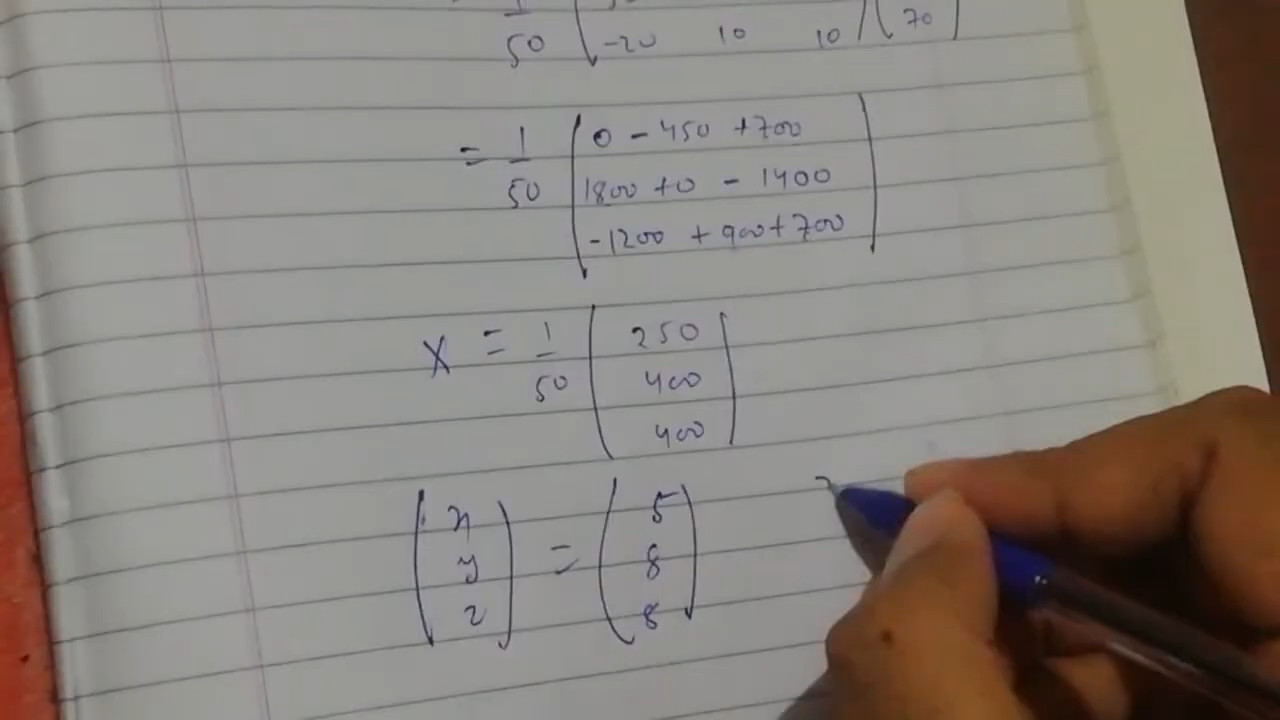 1
50 -20 10 10 70
= 1/50 0 - 450 + 700
1800 + 0 - 1400
-1200 + 900 + 700
X = 1/50 250
400
400
x = 5
y 8
z 8